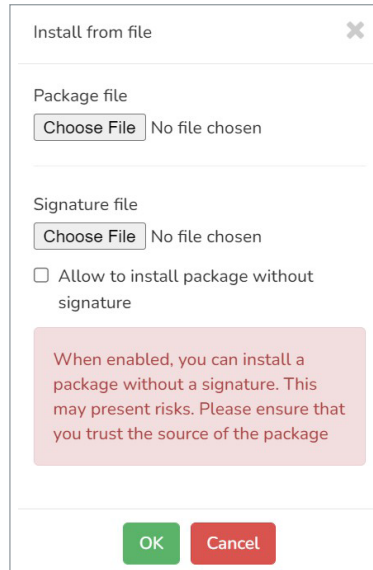 Install from file
Package file
Choose File No file chosen
Signature file
Choose File No file chosen
Allow to install package without
signature
When enabled, you can install a
package without a signature. This
may present risks. Please ensure that
you trust the source of the package
OK Cancel